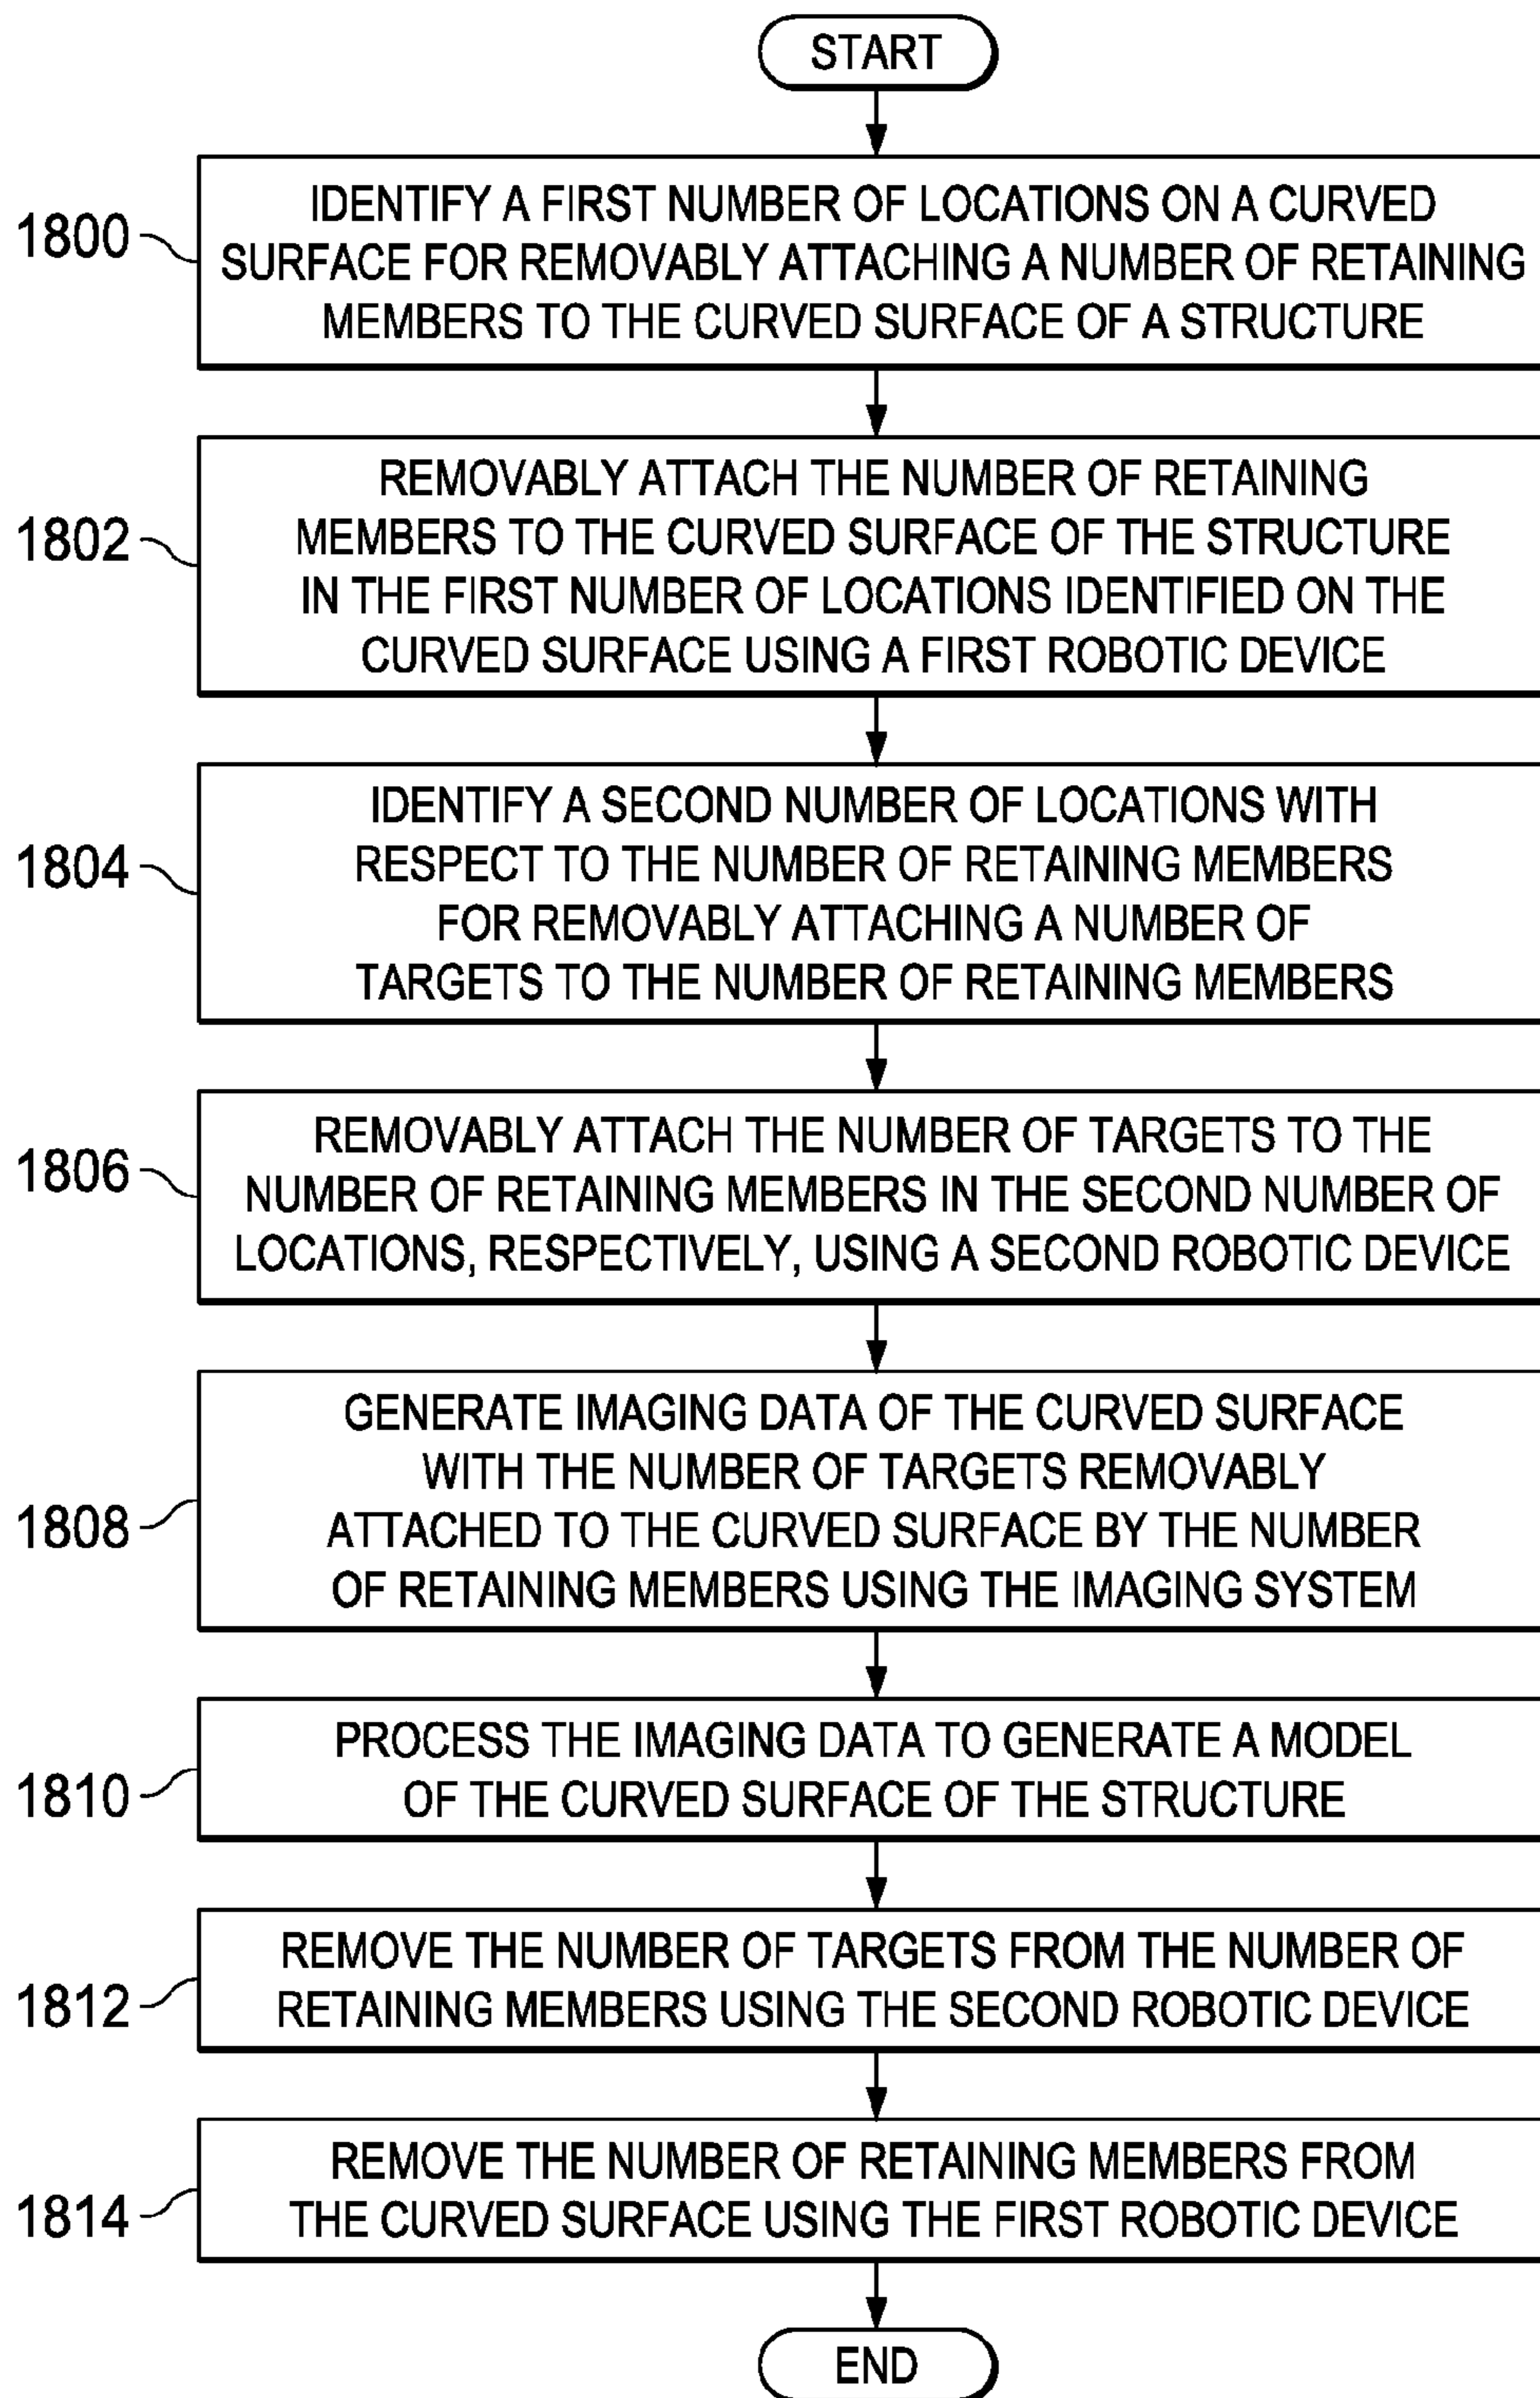 START
1800
IDENTIFY A FIRST NUMBER OF LOCATIONS ON A CURVED
SURFACE FOR REMOVABLY ATTACHING A NUMBER OF RETAINING
MEMBERS TO THE CURVED SURFACE OF A STRUCTURE
1802
REMOVABLY ATTACH THE NUMBER OF RETAINING
MEMBERS TO THE CURVED SURFACE OF THE STRUCTURE
IN THE FIRST NUMBER OF LOCATIONS IDENTIFIED ON THE
CURVED SURFACE USING A FIRST ROBOTIC DEVICE
1804
IDENTIFY A SECOND NUMBER OF LOCATIONS WITH
RESPECT TO THE NUMBER OF RETAINING MEMBERS
FOR REMOVABLY ATTACHING A NUMBER OF
TARGETS TO THE NUMBER OF RETAINING MEMBERS
1806
REMOVABLY ATTACH THE NUMBER OF TARGETS TO THE
NUMBER OF RETAINING MEMBERS IN THE SECOND NUMBER OF
LOCATIONS, RESPECTIVELY, USING A SECOND ROBOTIC DEVICE
1808
GENERATE IMAGING DATA OF THE CURVED SURFACE
WITH THE NUMBER OF TARGETS REMOVABLY
ATTACHED TO THE CURVED SURFACE BY THE NUMBER
OF RETAINING MEMBERS USING THE IMAGING SYSTEM
1810
PROCESS THE IMAGING DATA TO GENERATE A MODEL
OF THE CURVED SURFACE OF THE STRUCTURE
1812
REMOVE THE NUMBER OF TARGETS FROM THE NUMBER OF
RETAINING MEMBERS USING THE SECOND ROBOTIC DEVICE
1814
REMOVE THE NUMBER OF RETAINING MEMBERS FROM
THE CURVED SURFACE USING THE FIRST ROBOTIC DEVICE
END